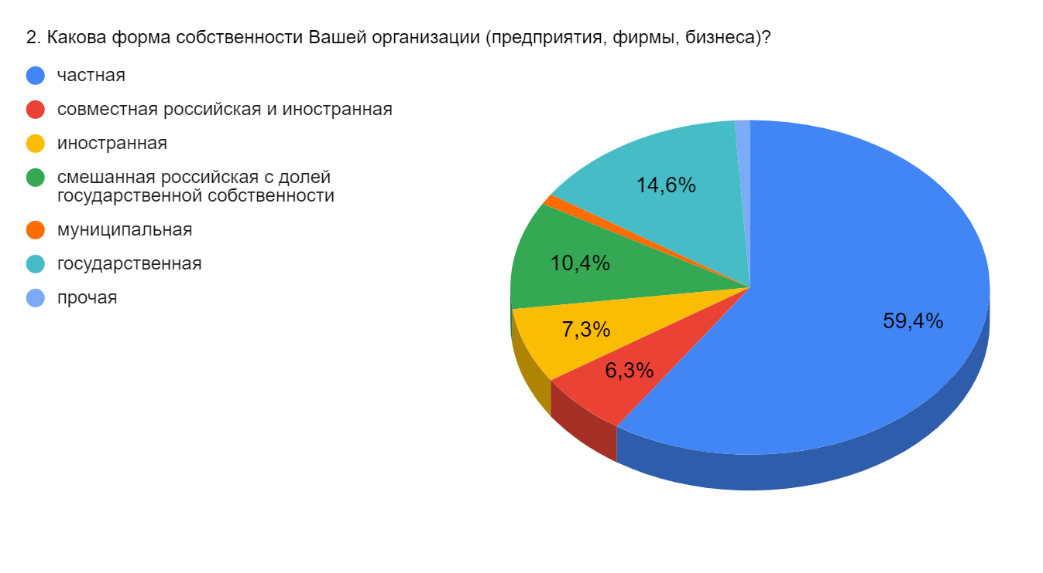 2. Какова форма собственности Вашей организации (предприятия, фирмы, бизнеса)?
частная
совместная российская и иностранная
иностранная
смешанная российская с долей
государственной собственности
муниципальная
государственная
прочая
14,6%
10,4%
7,3%
6,3%
59,4%